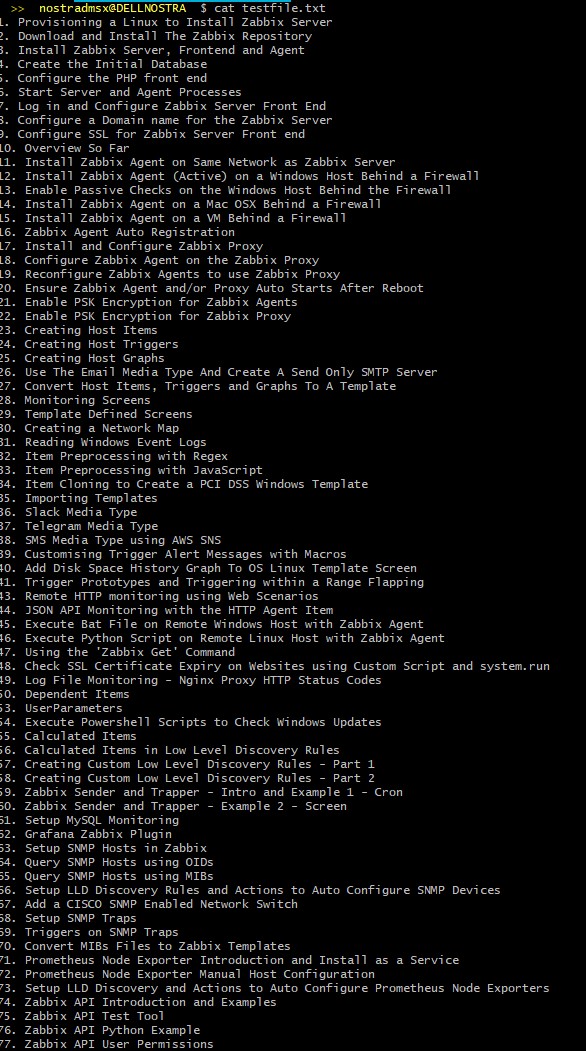 >> nostradmsx@DELLNOSTRA $ cat testfile.txt
1. Provisioning a Linux to Install Zabbix Server
2. Download and Install The Zabbix Repository
3. Install Zabbix Server, Frontend and Agent
4. Create the Initial Database
5. Configure the PHP front end
6. Start Server and Agent Processes
7. Log in and Configure Zabbix Server Front End
8. Configure a Domain name for the Zabbix Server
9. Configure SSL for Zabbix Server Front end
10. Overview So Far
11. Install Zabbix Agent on Same Network as Zabbix Server
12. Install Zabbix Agent (Active) on a Windows Host Behind a Firewall
13. Enable Passive Checks on the Windows Host Behind the Firewall
14. Install Zabbix Agent on a Mac OSX Behind a Firewall
15. Install Zabbix Agent on a VM Behind a Firewall
16. Zabbix Agent Auto Registration
17. Install and Configure Zabbix Proxy
18. Configure Zabbix Agent on the Zabbix Proxy
19. Reconfigure Zabbix Agents to use Zabbix Proxy
20. Ensure Zabbix Agent and/or Proxy Auto Starts After Reboot
21. Enable PSK Encryption for Zabbix Agents
22. Enable PSK Encryption for Zabbix Proxy
23. Creating Host Items
24. Creating Host Triggers
25. Creating Host Graphs
26. Use The Email Media Type And Create A Send Only SMTP Server
27. Convert Host Items, Triggers and Graphs To A Template
28. Monitoring Screens
29. Template Defined Screens
30. Creating a Network Map
31. Reading Windows Event Logs
32. Item Preprocessing with Regex
33. Item Preprocessing with JavaScript
34. Item Cloning to Create a PCI DSS Windows Template
35. Importing Templates
36. Slack Media Type
37. Telegram Media Type
38. SMS Media Type using AWS SNS
39. Customising Trigger Alert Messages with Macros
40. Add Disk Space History Graph To OS Linux Template Screen
41. Trigger Prototypes and Triggering within a Range Flapping
43. Remote HTTP monitoring using Web Scenarios
44. JSON API Monitoring with the HTTP Agent Item
45. Execute Bat File on Remote Windows Host with Zabbix Agent
46. Execute Python Script on Remote Linux Host with Zabbix Agent
47. Using the 'Zabbix Get' Command
48. Check SSL Certificate Expiry on Websites using Custom Script and system.run
49. Log File Monitoring - Nginx Proxy HTTP Status Codes
50. Dependent Items
53. UserParameters
54. Execute Powershell Scripts to Check Windows Updates
55. Calculated Items
56. Calculated Items in Low Level Discovery Rules
57. Creating Custom Low Level Discovery Rules - Part 1
58. Creating Custom Low Level Discovery Rules - Part 2
59. Zabbix Sender and Trapper - Intro and Example 1 - Cron
60. Zabbix Sender and Trapper - Example 2 - Screen
61. Setup MySQL Monitoring
62. Grafana Zabbix Plugin
63. Setup SNMP Hosts in Zabbix
64. Query SNMP Hosts using OIDs
65. Query SNMP Hosts using MIBs
66. Setup LLD Discovery Rules and Actions to Auto Configure SNMP Devices
67. Add a CISCO SNMP Enabled Network Switch
68. Setup SNMP Traps
69. Triggers on SNMP Traps
70. Convert MIBs Files to Zabbix Templates
71. Prometheus Node Exporter Introduction and Install as a Service
72. Prometheus Node Exporter Manual Host Configuration
73. Setup LLD Discovery and Actions to Auto Configure Prometheus Node Exporters
74. Zabbix API Introduction and Examples
75. Zabbix API Test Tool
76. Zabbix API Python Example
77. Zabbix API User Permissions